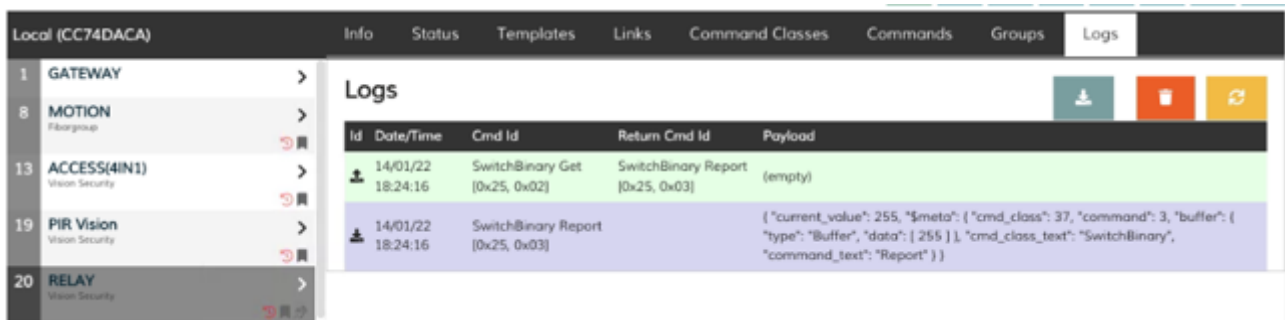 Local (CC74DACA)
Info Status Templates Links Command Classes Commands Groups Logs
1 GATEWAY
8 MOTION
Fibargroup
13 ACCESS(4IN1)
Vision Security
19 PIR Vision
Vision Security
20 RELAY
Vision Security
Logs
Id Date/Time Cmd Id Return Cmd Id Payload
14/01/22 SwitchBinary Get SwitchBinary Report (empty)
18:24:16 [0x25, 0x02] [0x25, 0x03]
14/01/22 SwitchBinary Report
18:24:16 [0x25, 0x03]
{ "current_value": 255, "$meta": { "cmd_class": 37, "command": 3, "buffer": {
"type": "Buffer", "data": [ 255 ] }, "cmd_class_text": "SwitchBinary",
"command_text": "Report" } }